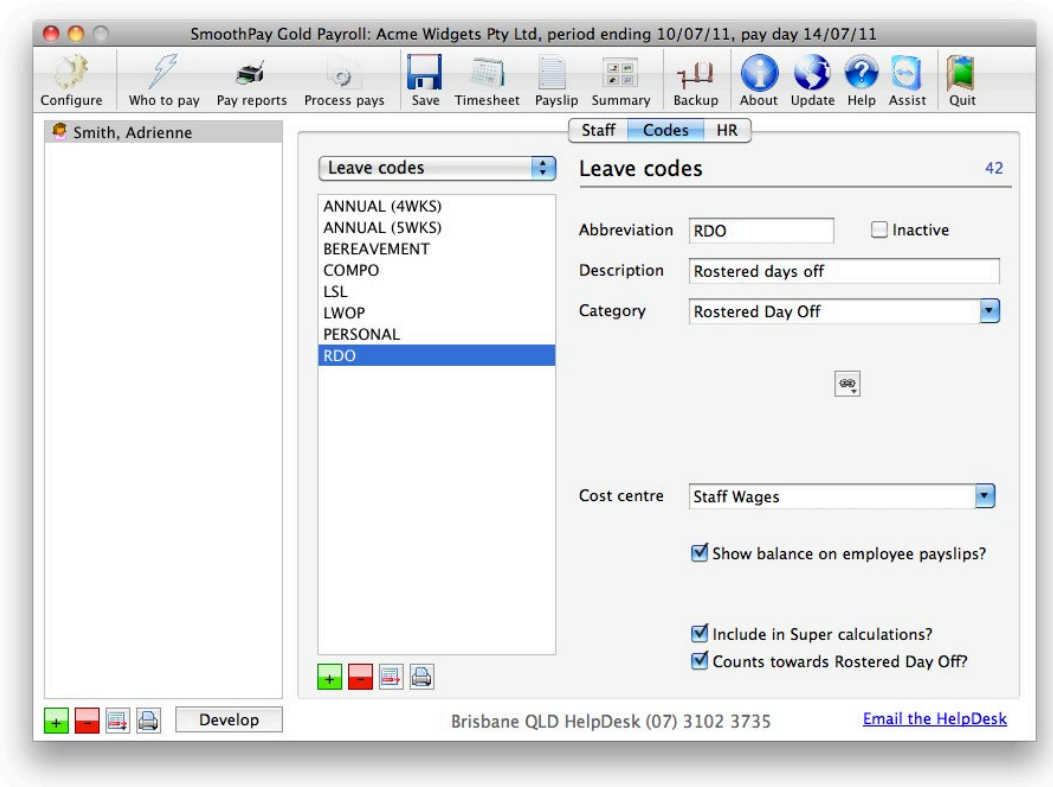 SmoothPay Gold Payroll: Acme Widgets Pty Ltd, period ending 10/07/11, pay day 14/07/11
Configure Who to pay Pay reports Process pays Save Timesheet Payslip Summary Backup About Update Help Assist Quit
Smith, Adrienne
Staff Codes HR
Leave codes
ANNUAL (4WKS)
ANNUAL (5WKS)
BEREAVEMENT
COMPO
LSL
LWOP
PERSONAL
RDO
Leave codes 42
Abbreviation RDO Inactive
Description Rostered days off
Category Rostered Day Off
Cost centre Staff Wages
Show balance on employee payslips?
Include in Super calculations?
Counts towards Rostered Day Off?
Develop
Brisbane QLD HelpDesk (07) 3102 3735
Email the HelpDesk